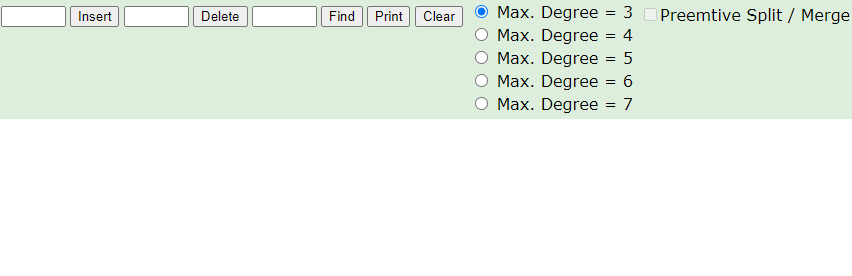 Insert Delete Find Print Clear
Max. Degree = 3
Max. Degree = 4
Max. Degree = 5
Max. Degree = 6
Max. Degree = 7
Preemtive Split / Merge